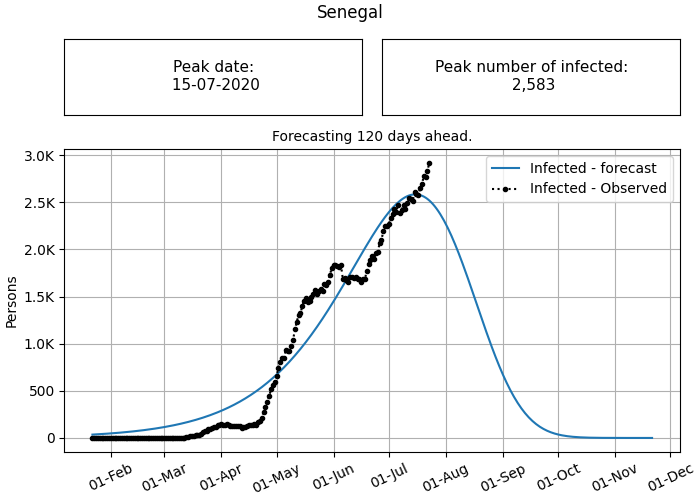 Senegal
Peak date:
15-07-2020
Peak number of infected:
2,583
Forecasting 120 days ahead.
3.0K
2.5K
2.0K
1.5K
1.0K
500
0
Persons
Infected - forecast
Infected - Observed
01-Feb
01-Mar
01-Apr
01-May
01-Jun
01-Jul
01-Aug
01-Sep
01-Oct
01-Nov
01-Dec